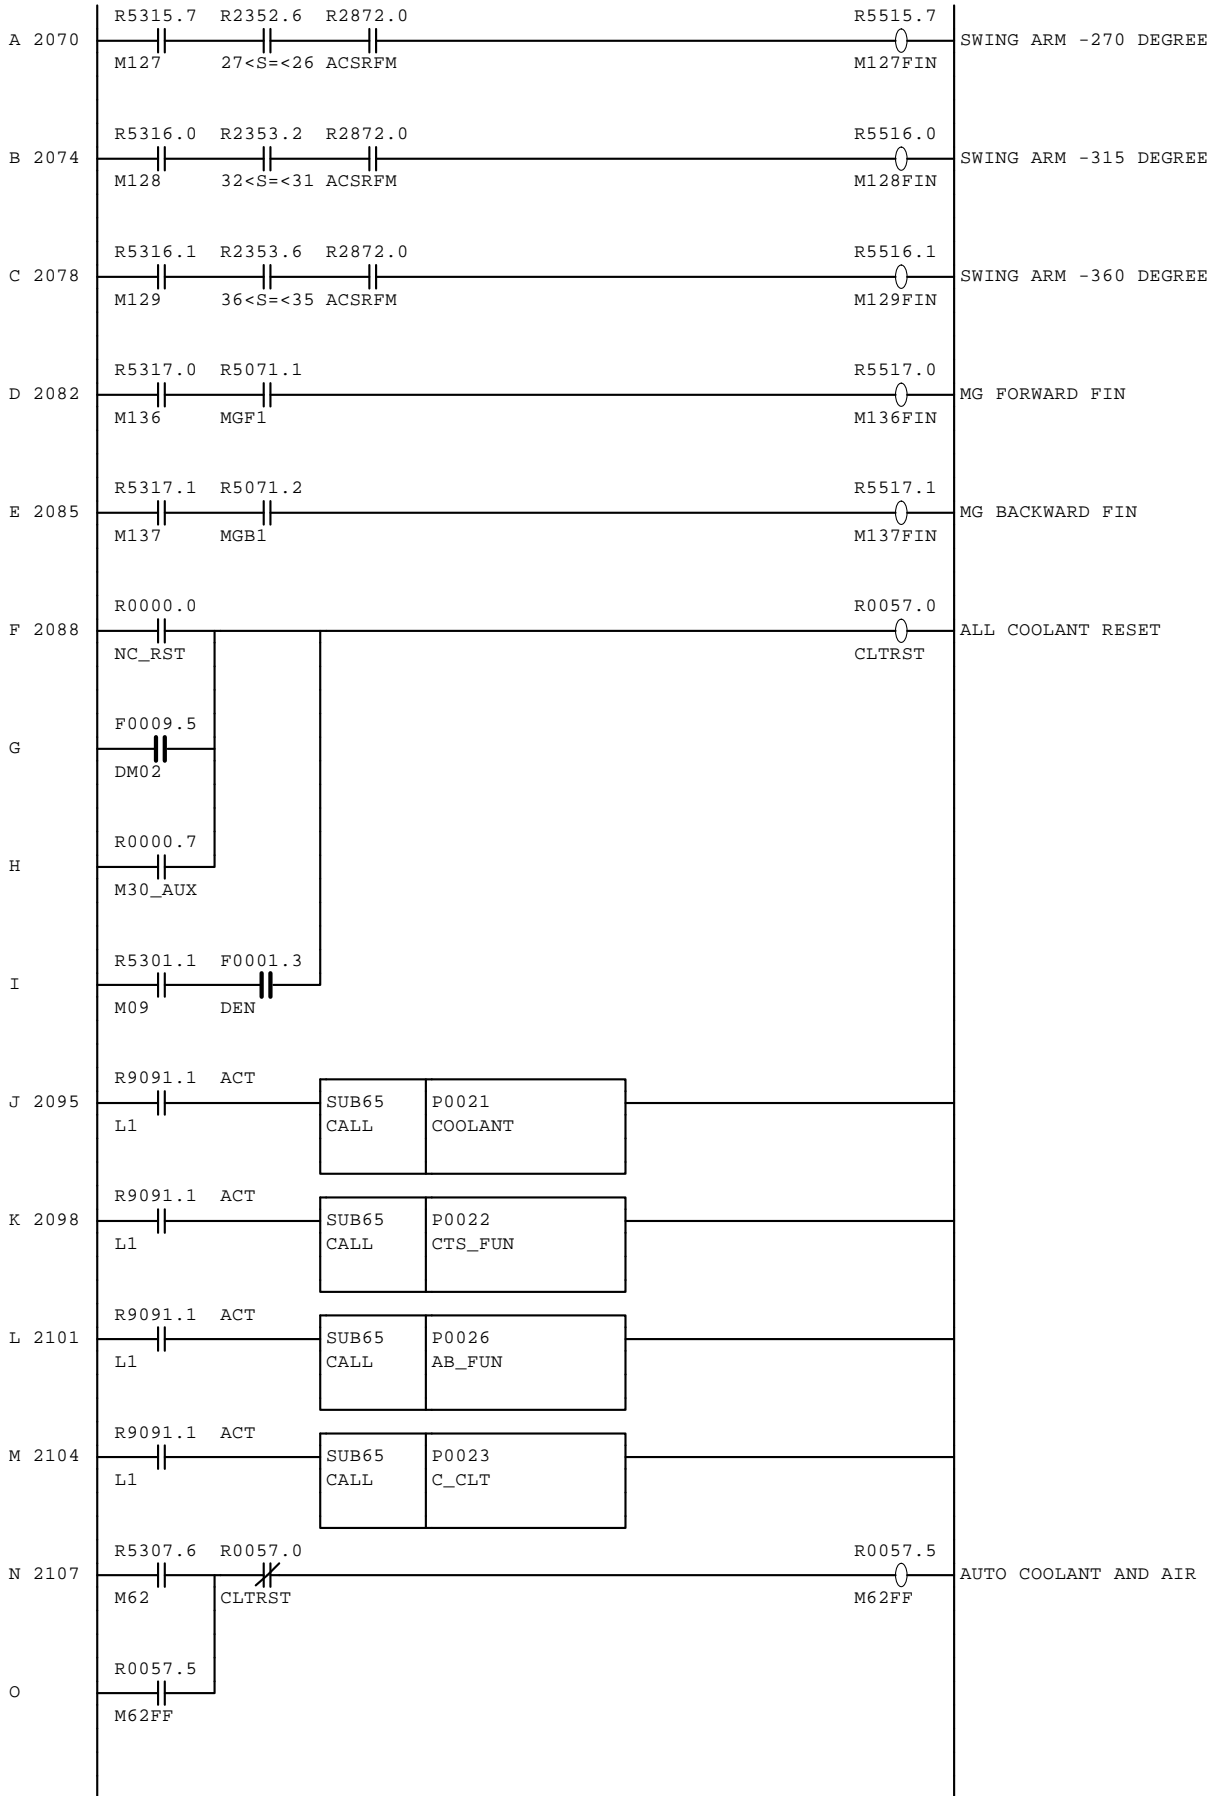 R5315.7 R2352.6 R2872.0 R5515.7
A 2070 SWING ARM -270 DEGREE
M127 27<S=<26 ACSRFM M127FIN
R5316.0 R2353.2 R2872.0 R5516.0
B 2074 SWING ARM -315 DEGREE
M128 32<S=<31 ACSRFM M128FIN
R5316.1 R2353.6 R2872.0 R5516.1
C 2078 SWING ARM -360 DEGREE
M129 36<S=<35 ACSRFM M129FIN
R5317.0 R5071.1 R5517.0
D 2082 MG FORWARD FIN
M136 MGF1 M136FIN
R5317.1 R5071.2 R5517.1
E 2085 MG BACKWARD FIN
M137 MGB1 M137FIN
R0000.0 R0057.0
F 2088 ALL COOLANT RESET
NC_RST CLTRST
F0009.5
G
DM02
R0000.7
H
M30_AUX
R5301.1 F0001.3
I
M09 DEN
R9091.1 ACT
J 2095 SUB65 P0021
L1 CALL COOLANT
R9091.1 ACT
K 2098 SUB65 P0022
L1 CALL CTS_FUN
R9091.1 ACT
L 2101 SUB65 P0026
L1 CALL AB_FUN
R9091.1 ACT
M 2104 SUB65 P0023
L1 CALL C_CLT
R5307.6 R0057.0 R0057.5
N 2107 AUTO COOLANT AND AIR
M62 CLTRST M62FF
R0057.5
O
M62FF